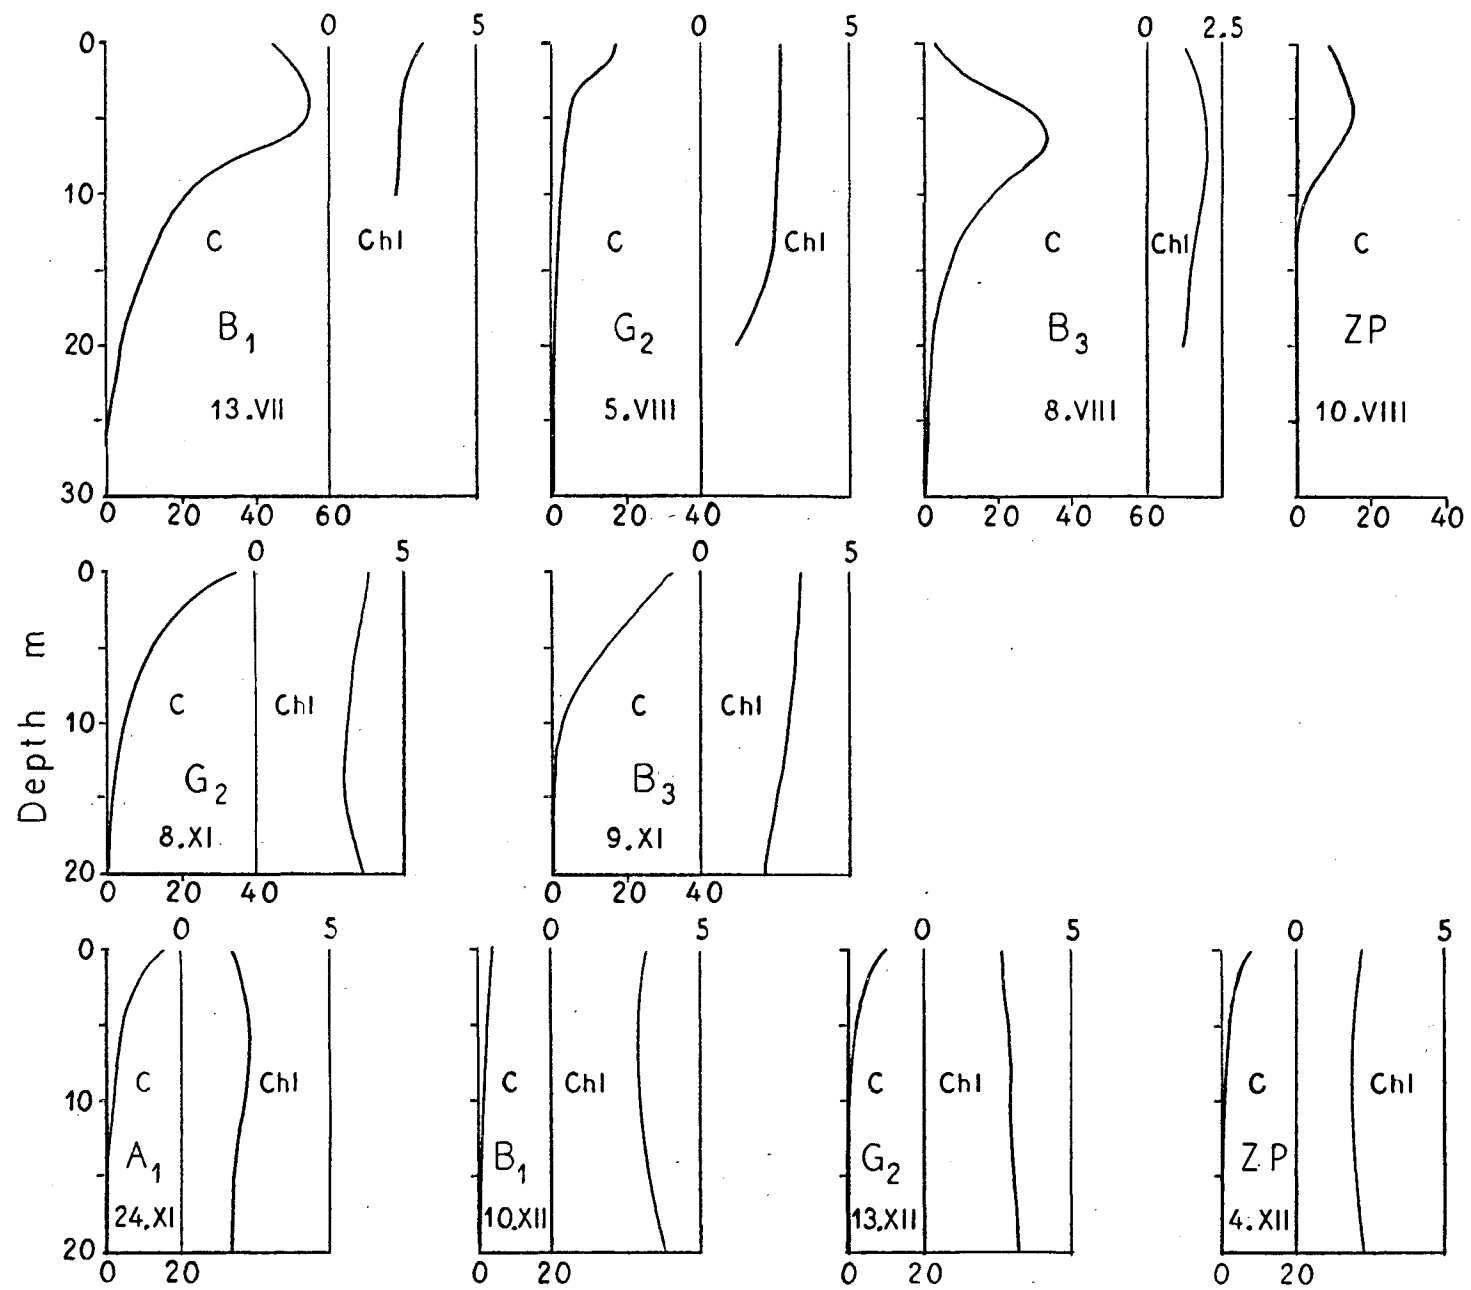 0 5 0 5 0 2.5
0
10
20
30
C Chl C Chl C Chl C
B1 G2 B3 ZP
13.VII 5.VIII 8.VIII 10.VIII
0 20 40 60 0 20 40 0 20 40 60 0 20 40
0 5 0 5
0
10
20
Depth m
C Chl C Chl
G2 B3
8.XI 9.XI
0 20 40 0 20 40
0 5 0 5 0 5 0 5
0
10
20
C Chl C Chl C Chl C Chl
A1 B1 G2 ZP
24.XI 10.XII 13.XII 4.XII
0 20 0 20 0 20 0 20